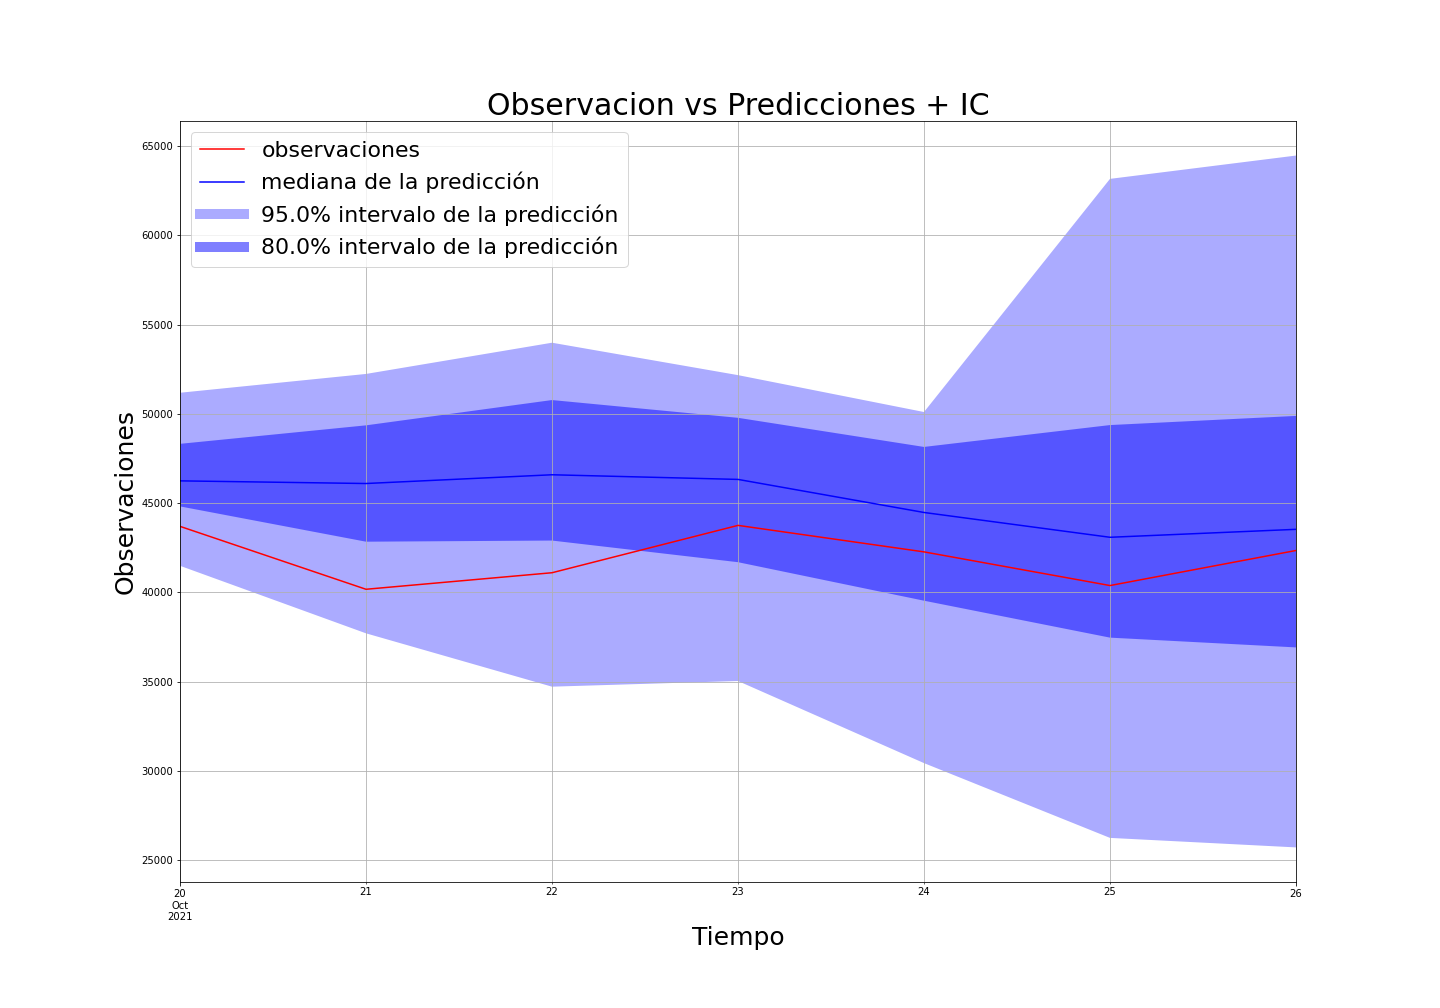 Observacion vs Predicciones + IC
observaciones
mediana de la predicción
95.0% intervalo de la predicción
80.0% intervalo de la predicción
65000
60000
55000
50000
45000
40000
35000
30000
25000
Observaciones
20 21 22 23 24 25 26
Oct
2021
Tiempo